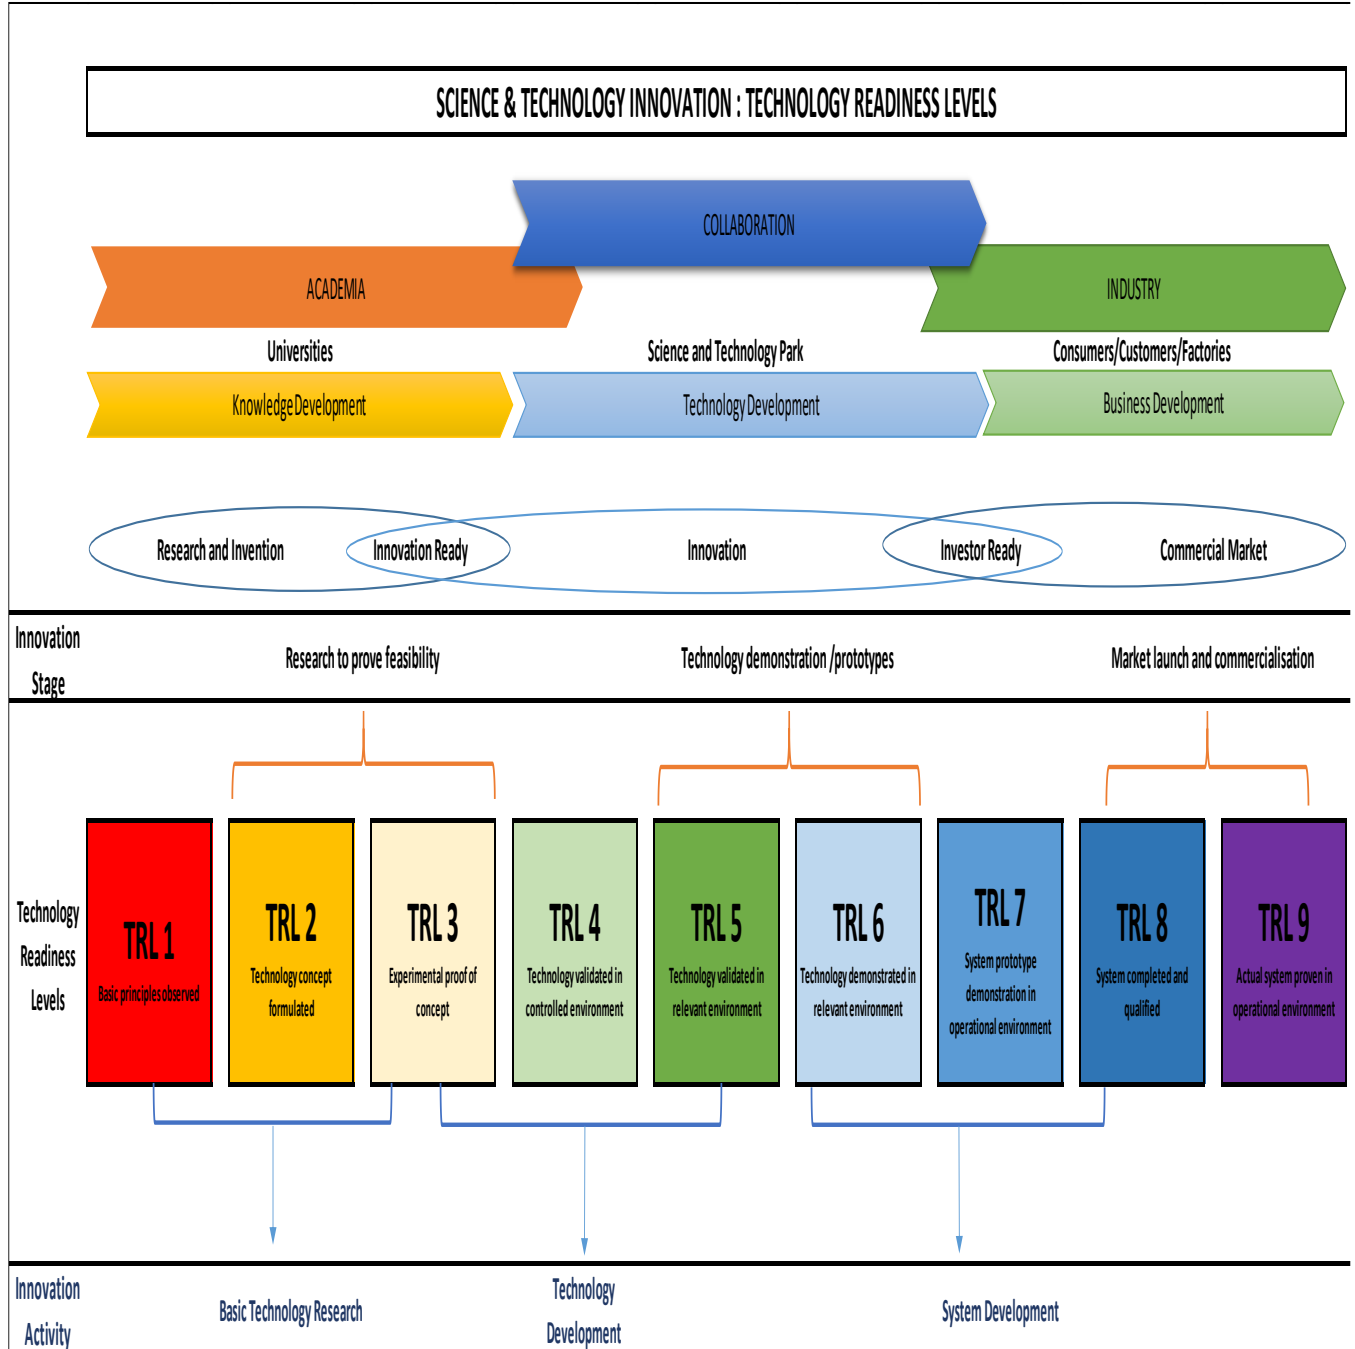 SCIENCE & TECHNOLOGY INNOVATION : TECHNOLOGY READINESS LEVELS
COLLABORATION
ACADEMIA
INDUSTRY
Universities
Science and Technology Park
Consumers/Customers/Factories
Knowledge Development
Technology Development
Business Development
Research and Invention
Innovation Ready
Innovation
Investor Ready
Commercial Market
Innovation
Stage
Research to prove feasibility
Technology demonstration /prototypes
Market launch and commercialisation
Technology
Readiness
Levels
TRL 1
Basic principles observed
TRL 2
Technology concept
formulated
TRL 3
Experimental proof of
concept
TRL 4
Technology validated in
controlled environment
TRL 5
Technology validated in
relevant environment
TRL 6
Technology demonstrated in
relevant environment
TRL 7
System prototype
demonstration in
operational environment
TRL 8
System completed and
qualified
TRL 9
Actual system proven in
operational environment
Innovation
Activity
Basic Technology Research
Technology
Development
System Development